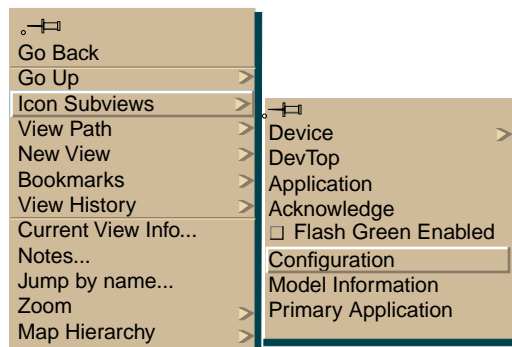 Go Back
Go Up
Icon Subviews
View Path
New View
Bookmarks
View History
Current View Info...
Notes...
Jump by name...
Zoom
Map Hierarchy
Device
DevTop
Application
Acknowledge
Flash Green Enabled
Configuration
Model Information
Primary Application